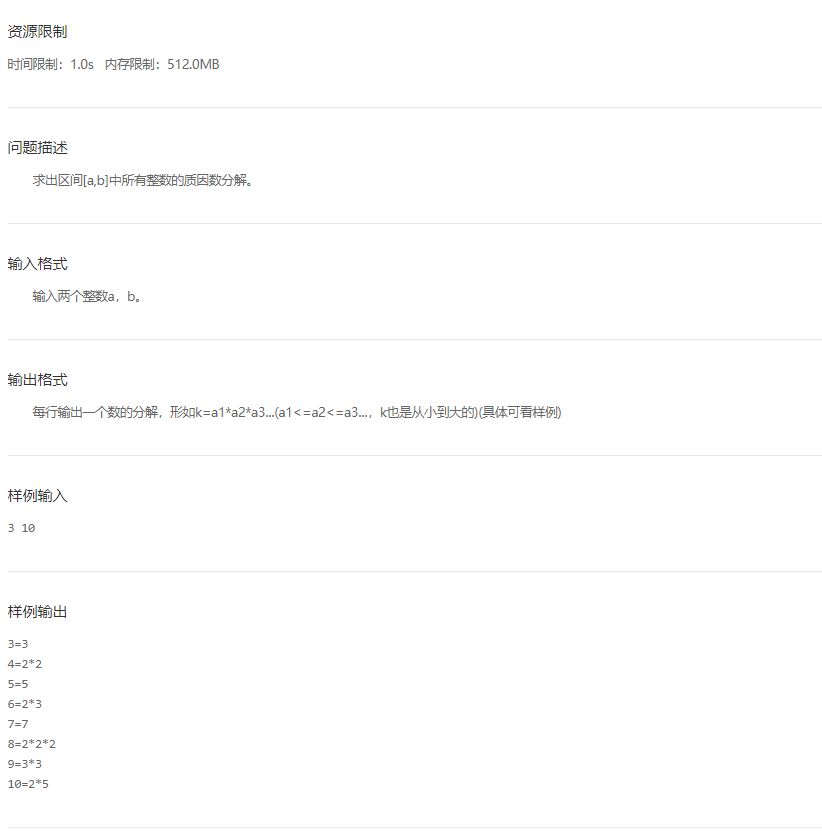 资源限制
时间限制：1.0s 内存限制：512.0MB
问题描述
求出区间[a,b]中所有整数的质因数分解。
输入格式
输入两个整数a，b。
输出格式
每行输出一个数的分解，形如k=a1*a2*a3...(a1<=a2<=a3...，k也是从小到大的)(具体可看样例)
样例输入
3 10
样例输出
3=3
4=2*2
5=5
6=2*3
7=7
8=2*2*2
9=3*3
10=2*5